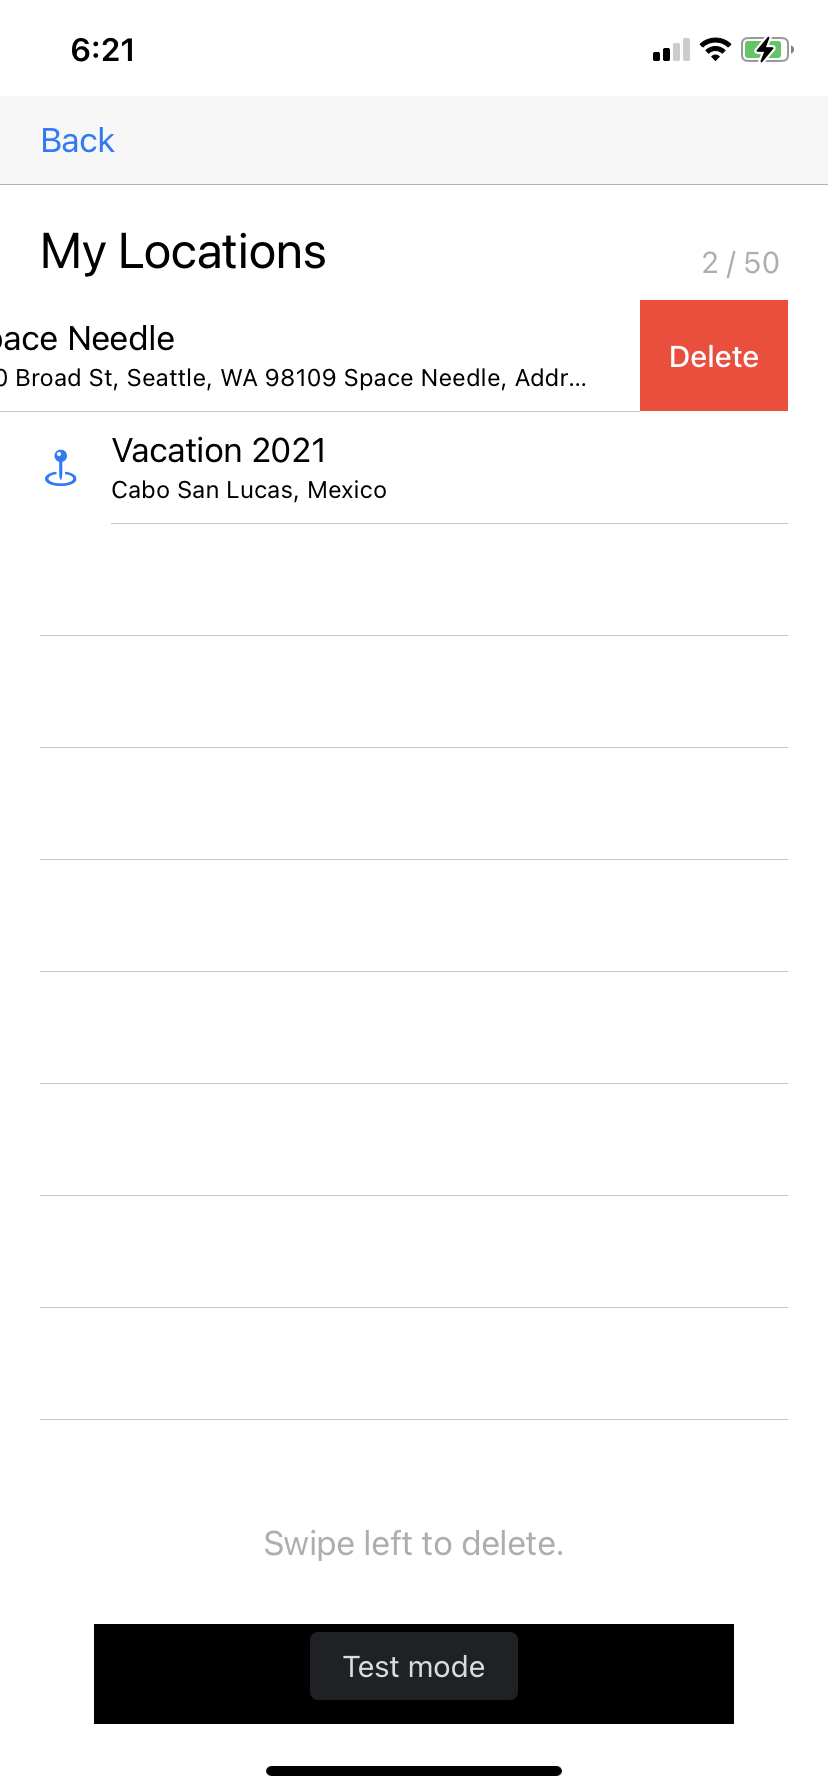 6:21
Back
My Locations
2 / 50
ace Needle
Broad St, Seattle, WA 98109 Space Needle, Addr...
Delete
Vacation 2021
Cabo San Lucas, Mexico
Swipe left to delete.
Test mode